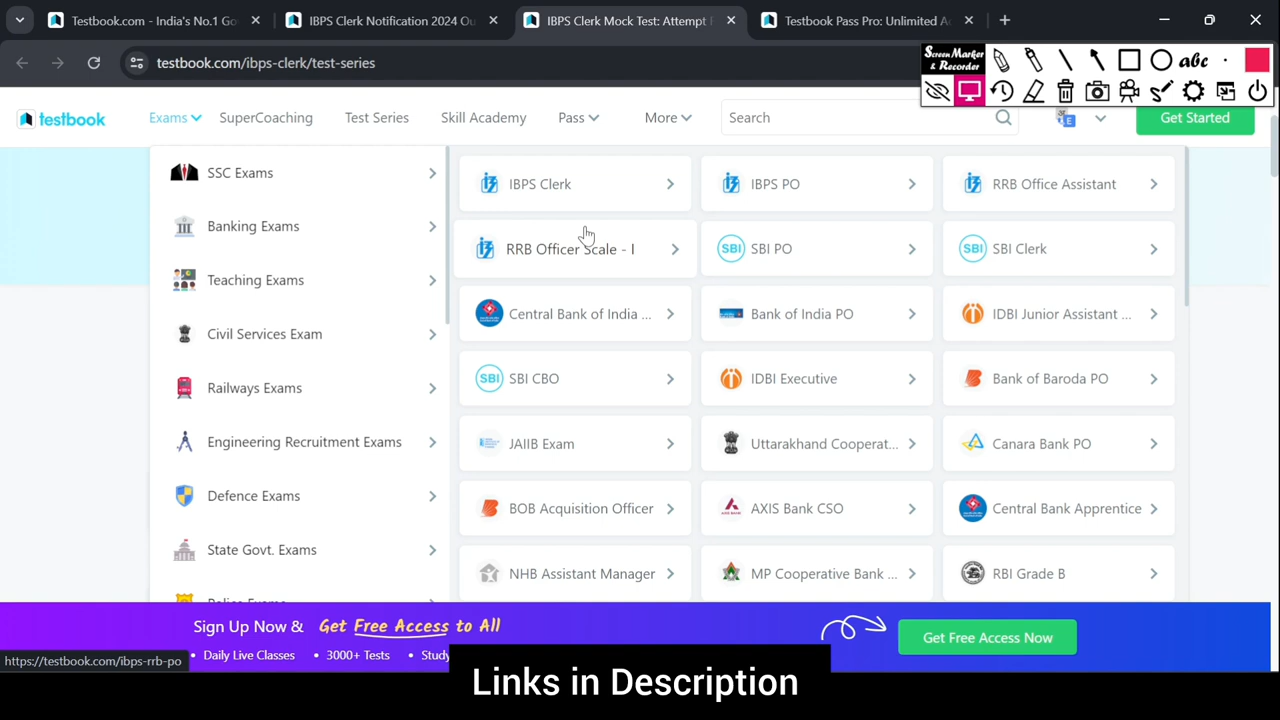 Testbook.com - India's No.1 Go
IBPS Clerk Notification 2024 Ou
IBPS Clerk Mock Test: Attempt f
Testbook Pass Pro: Unlimited Ac
testbook.com/ibps-clerk/test-series
Screen Marker
& Recorder
abc
testbook
Exams
SuperCoaching
Test Series
Skill Academy
Pass
More
Search
E
Get Started
SSC Exams
Banking Exams
Teaching Exams
Civil Services Exam
Railways Exams
Engineering Recruitment Exams
Defence Exams
State Govt. Exams
Police Exams
IBPS Clerk
IBPS PO
RRB Office Assistant
RRB Officer Scale - I
SBI PO
SBI Clerk
Central Bank of India ...
Bank of India PO
IDBI Junior Assistant ...
SBI CBO
IDBI Executive
Bank of Baroda PO
JAIIB Exam
Uttarakhand Cooperat...
Canara Bank PO
BOB Acquisition Officer
AXIS Bank CSO
Central Bank Apprentice
NHB Assistant Manager
MP Cooperative Bank ...
RBI Grade B
Sign Up Now & Get Free Access to All
• Daily Live Classes • 3000+ Tests • Study
Get Free Access Now
https://testbook.com/ibps-rrb-po
Links in Description